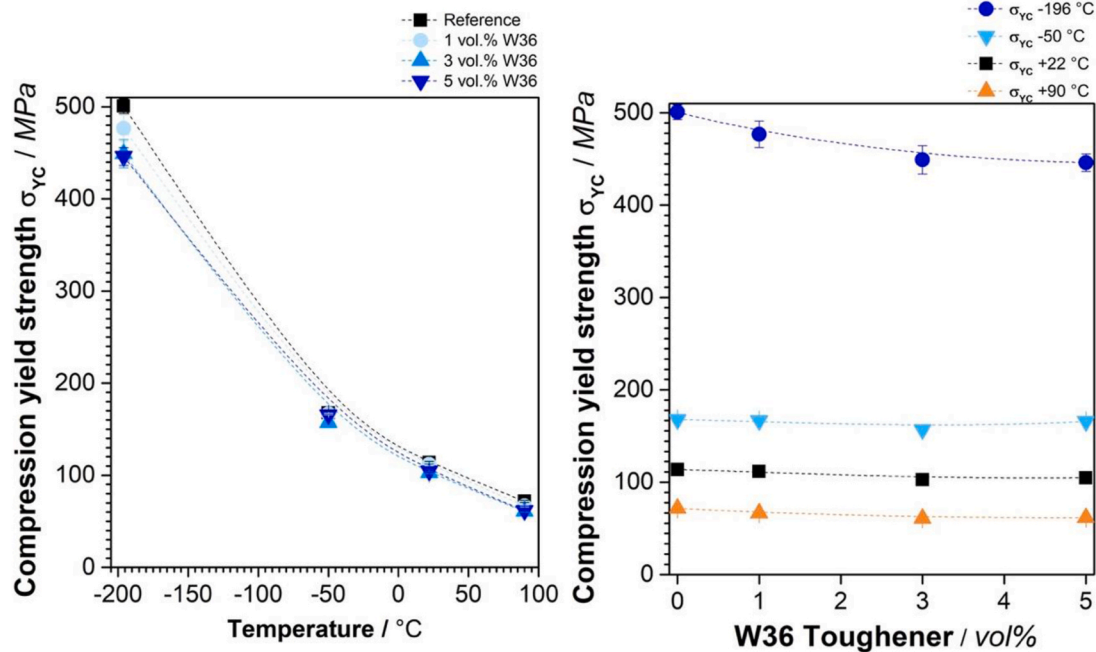 Reference
1 vol.% W36
3 vol.% W36
5 vol.% W36
Compression yield strength σYC / MPa
500
400
300
200
100
0
-200 -150 -100 -50 0 50 100
Temperature / °C
σYC -196 °C
σYC -50 °C
σYC +22 °C
σYC +90 °C
Compression yield strength σYC / MPa
500
400
300
200
100
0
0 1 2 3 4 5
W36 Toughener / vol%